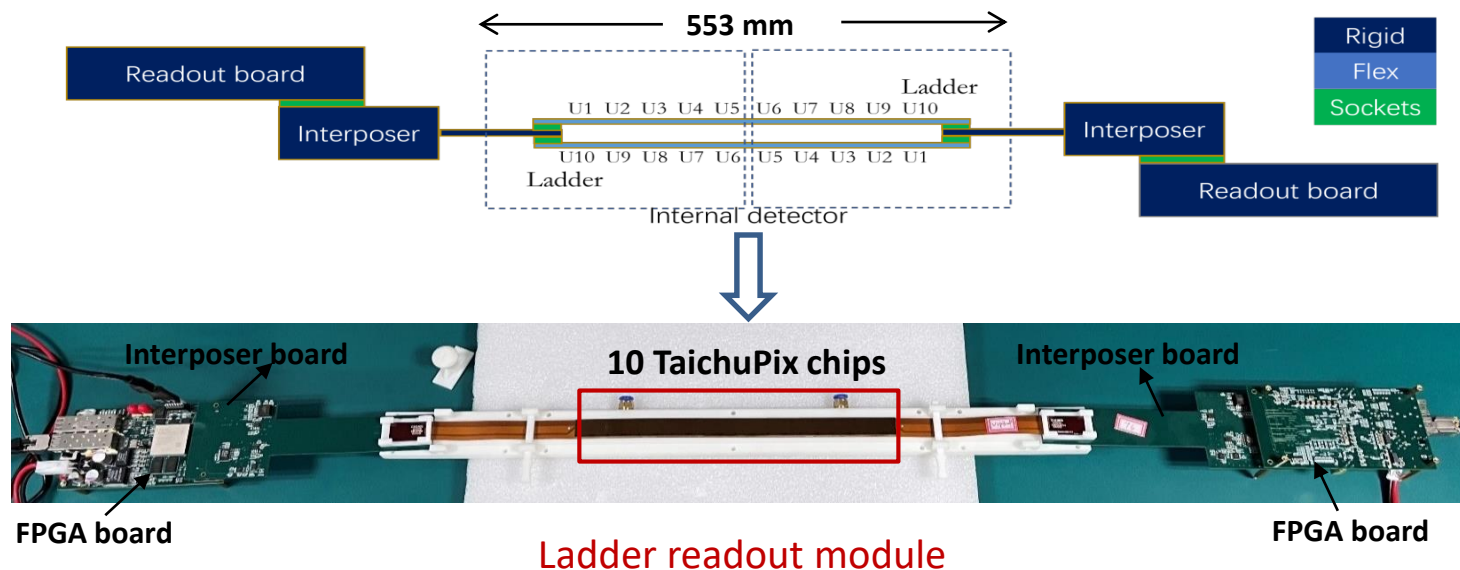 553 mm
Readout board
Interposer
Ladder
U1 U2 U3 U4 U5 U6 U7 U8 U9 U10
U10 U9 U8 U7 U6 U5 U4 U3 U2 U1
Ladder
Internal detector
Interposer
Readout board
Rigid
Flex
Sockets
Interposer board
10 TaichuPix chips
Interposer board
FPGA board
FPGA board
Ladder readout module